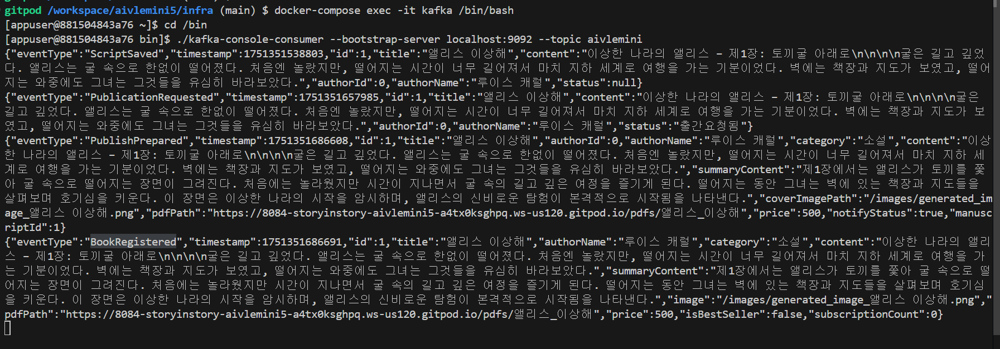 gitpod /workspace/aivlemini5/infra (main) $ docker-compose exec -it kafka /bin/bash
[appuser@881504843a76 ~]$ cd /bin
[appuser@881504843a76 bin]$ ./kafka-console-consumer --bootstrap-server localhost:9092 --topic aivlemini
{"eventType":"ScriptSaved","timestamp":1751351538803,"id":1,"title":"앨리스 이상해","content":"이상한 나라의 앨리스 – 제1장: 토끼굴 아래로\n\n\n\n굴은 길고 깊었
다. 앨리스는 굴 속으로 한없이 떨어졌다. 처음엔 놀랐지만, 떨어지는 시간이 너무 길어져서 마치 지하 세계로 여행을 가는 기분이었다. 벽에는 책장과 지도가 보였고, 떨어
지는 와중에도 그녀는 그것들을 유심히 바라보았다.","authorId":0,"authorName":"루이스 캐럴","status":null}
{"eventType":"PublicationRequested","timestamp":1751351657985,"id":1,"title":"앨리스 이상해","content":"이상한 나라의 앨리스 – 제1장: 토끼굴 아래로\n\n\n\n굴은
길고 깊었다. 앨리스는 굴 속으로 한없이 떨어졌다. 처음엔 놀랐지만, 떨어지는 시간이 너무 길어져서 마치 지하 세계로 여행을 가는 기분이었다. 벽에는 책장과 지도가 보
였고, 떨어지는 와중에도 그녀는 그것들을 유심히 바라보았다.","authorId":0,"authorName":"루이스 캐럴","status":"출간요청됨"}
{"eventType":"PublishPrepared","timestamp":1751351686608,"id":1,"title":"앨리스 이상해","authorId":0,"authorName":"루이스 캐럴","category":"소설","content":"이상
한 나라의 앨리스 – 제1장: 토끼굴 아래로\n\n\n\n굴은 길고 깊었다. 앨리스는 굴 속으로 한없이 떨어졌다. 처음엔 놀랐지만, 떨어지는 시간이 너무 길어져서 마치 지하 세
계로 여행을 가는 기분이었다. 벽에는 책장과 지도가 보였고, 떨어지는 와중에도 그녀는 그것들을 유심히 바라보았다.","summaryContent":"제1장에서는 앨리스가 토끼를 쫓
아 굴 속으로 떨어지는 장면이 그려진다. 처음에는 놀라웠지만 시간이 지나면서 굴 속의 길고 깊은 여정을 즐기게 된다. 떨어지는 동안 그녀는 벽에 있는 책장과 지도들을
살펴보며 호기심을 키운다. 이 장면은 이상한 나라의 시작을 암시하며, 앨리스의 신비로운 탐험이 본격적으로 시작됨을 나타낸다.","coverImagePath":"/images/generated_im
age_앨리스 이상해.png","pdfPath":"https://8084-storyinstory-aivlemini5-a4tx0ksghpq.ws-us120.gitpod.io/pdfs/앨리스_이상해","price":500,"notifyStatus":true,"manusc
riptId":1}
{"eventType":"BookRegistered","timestamp":1751351686691,"id":1,"title":"앨리스 이상해","authorName":"루이스 캐럴","category":"소설","content":"이상한 나라의 앨리
스 – 제1장: 토끼굴 아래로\n\n\n\n굴은 길고 깊었다. 앨리스는 굴 속으로 한없이 떨어졌다. 처음엔 놀랐지만, 떨어지는 시간이 너무 길어져서 마치 지하 세계로 여행을 가
는 기분이었다. 벽에는 책장과 지도가 보였고, 떨어지는 와중에도 그녀는 그것들을 유심히 바라보았다.","summaryContent":"제1장에서는 앨리스가 토끼를 쫓아 굴 속으로 떨
어지는 장면이 그려진다. 처음에는 놀라웠지만 시간이 지나면서 굴 속의 길고 깊은 여정을 즐기게 된다. 떨어지는 동안 그녀는 벽에 있는 책장과 지도들을 살펴보며 호기심
을 키운다. 이 장면은 이상한 나라의 시작을 암시하며, 앨리스의 신비로운 탐험이 본격적으로 시작됨을 나타낸다.","image":"/images/generated_image_앨리스 이상해.png","
pdfPath":"https://8084-storyinstory-aivlemini5-a4tx0ksghpq.ws-us120.gitpod.io/pdfs/앨리스_이상해","price":500,"isBestSeller":false,"subscriptionCount":0}